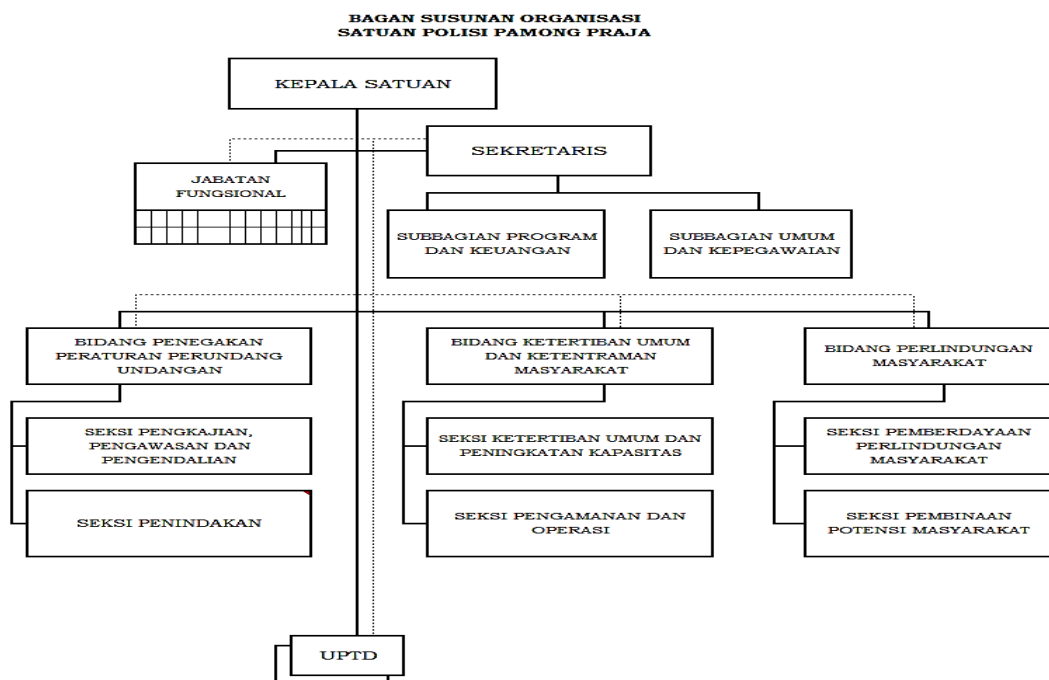 BAGAN SUSUNAN ORGANISASI
SATUAN POLISI PAMONG PRAJA
KEPALA SATUAN
SEKRETARIS
JABATAN
FUNGSIONAL
SUBBAGIAN PROGRAM
DAN KEUANGAN
SUBBAGIAN UMUM
DAN KEPEGAWAIAN
BIDANG PENEGAKAN
PERATURAN PERUNDANG
UNDANGAN
BIDANG KETERTIBAN UMUM
DAN KETENTRAMAN
MASYARAKAT
BIDANG PERLINDUNGAN
MASYARAKAT
SEKSI PENGKAJIAN,
PENGAWASAN DAN
PENGENDALIAN
SEKSI KETERTIBAN UMUM DAN
PENINGKATAN KAPASITAS
SEKSI PEMBERDAYAAN
PERLINDUNGAN
MASYARAKAT
SEKSI PENINDAKAN
SEKSI PENGAMANAN DAN
OPERASI
SEKSI PEMBINAAN
POTENSI MASYARAKAT
UPTD